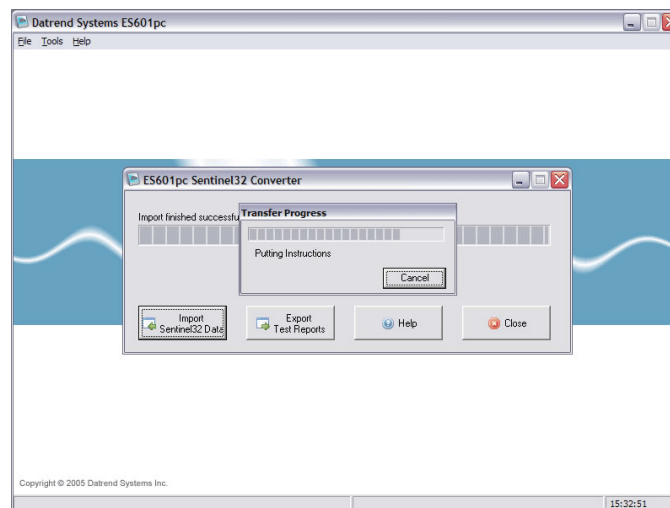 Datrend Systems ES601pc
File Tools Help
ES601pc Sentinel32 Converter
Import finished successfu
Transfer Progress
Putting Instructions
Cancel
Import
Sentinel32 Data
Export
Test Reports
Help
Close
Copyright © 2005 Datrend Systems Inc.
15:32:51